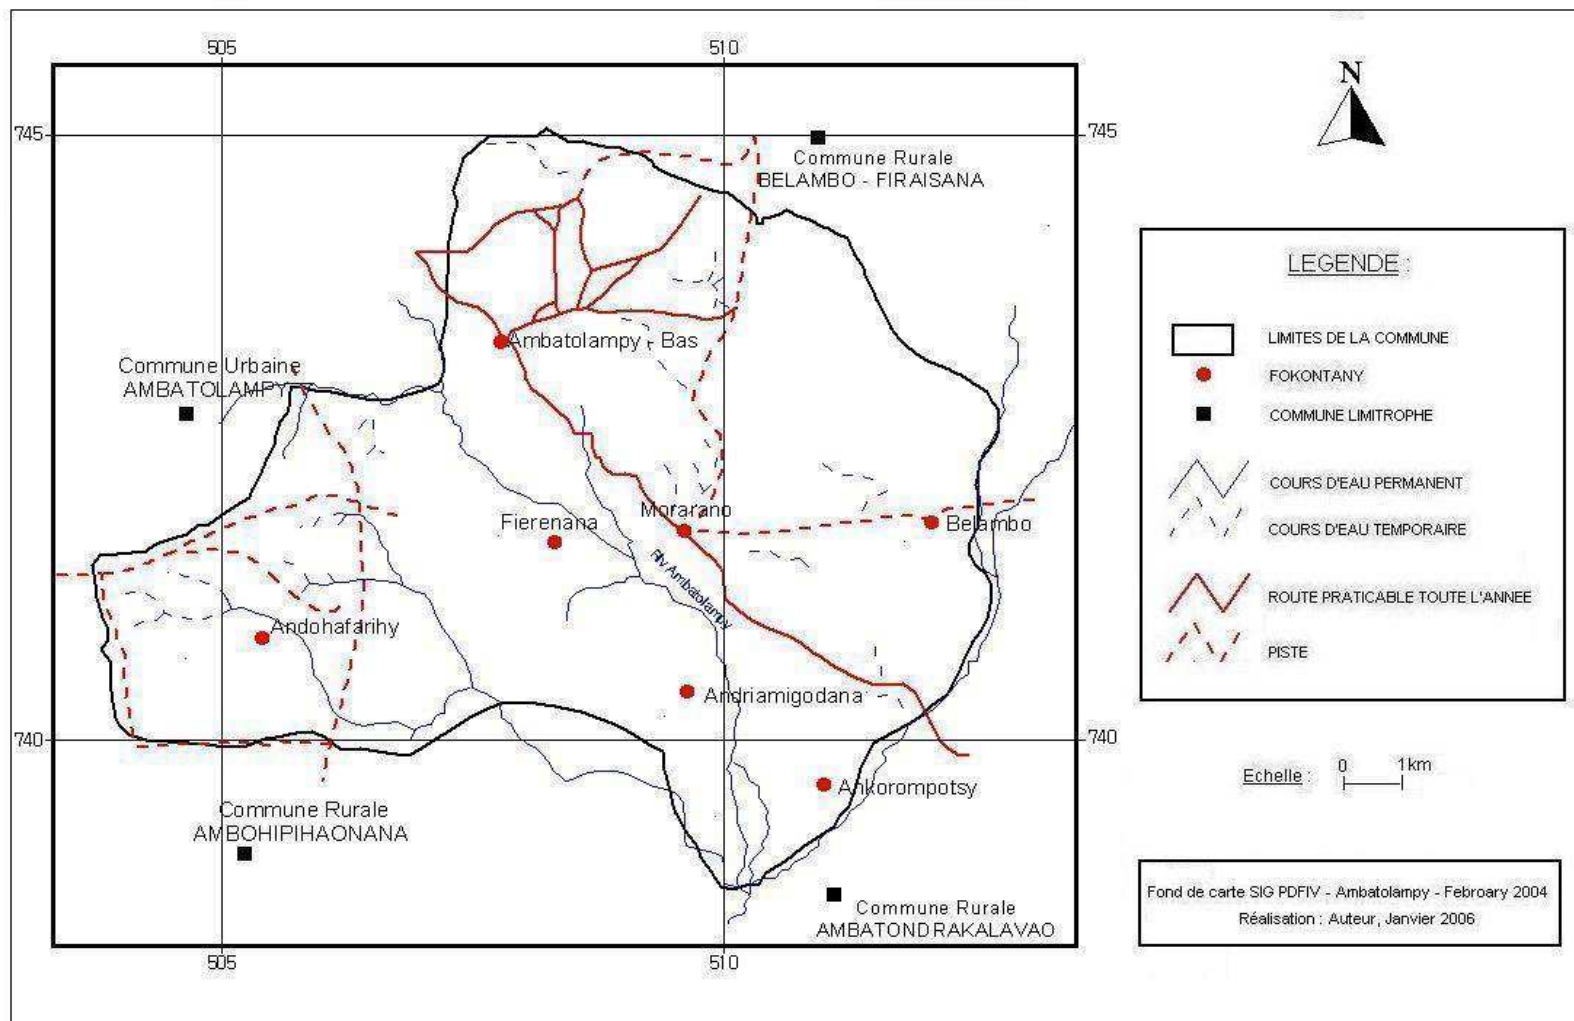 505
510
745
745
N
Commune Rurale
BELAMBO - FIRAISANA
Ambatolampy - Bas
Commune Urbaine
AMBATOLAMPY
Fierenana
Morarano
Belambo
Riv Ambatolampy
Andohafarihy
Andriamigodana
740
740
Ankorompotsy
Commune Rurale
AMBOHIPIHAONANA
Commune Rurale
AMBATONDRAKALAVAO
505
510
LEGENDE :
LIMITES DE LA COMMUNE
FOKONTANY
COMMUNE LIMITROPHE
COURS D'EAU PERMANENT
COURS D'EAU TEMPORAIRE
ROUTE PRATICABLE TOUTE L'ANNEE
PISTE
Echelle : 0 1km
Fond de carte SIG PDFIV - Ambatolampy - Febroary 2004
Réalisation : Auteur, Janvier 2006